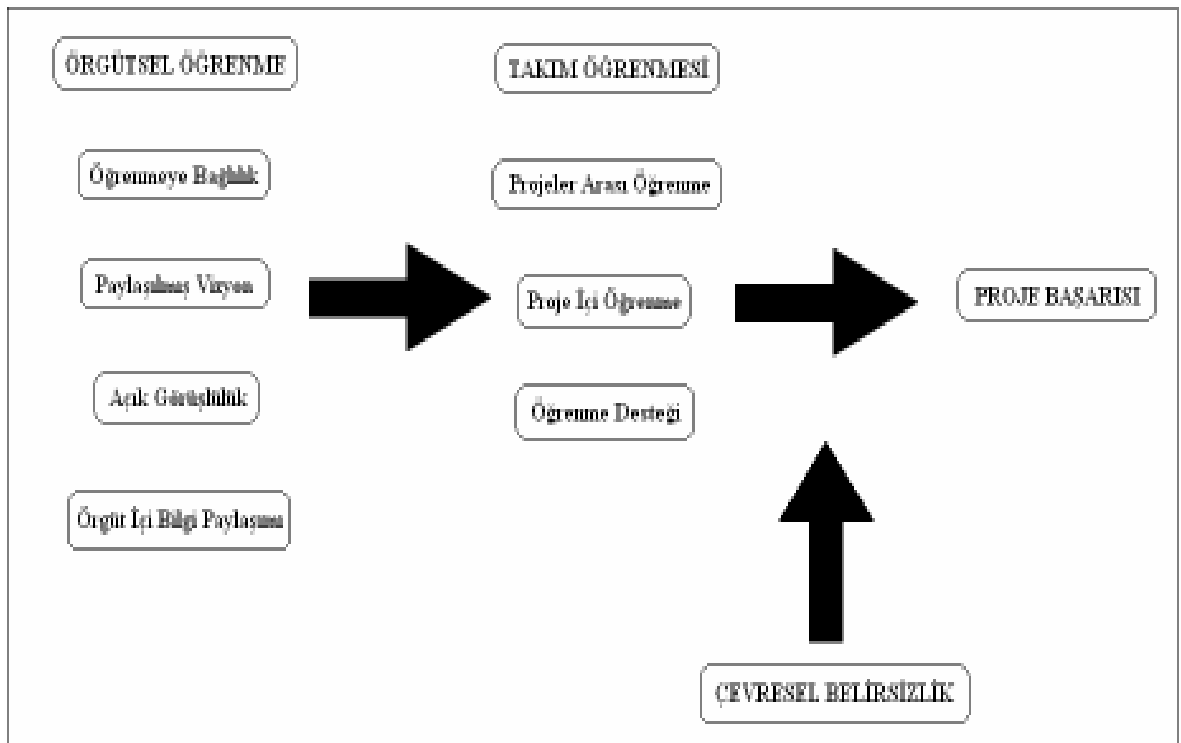 ÖRGÜTSEL ÖĞRENME
Öğrenmeye Bağlılık
Paylaşılmış Vizyon
Açık Görüşlülük
Örgüt İçi Bilgi Paylaşımı
TAKIM ÖĞRENMESİ
Projeler Arası Öğrenme
Proje İçi Öğrenme
Öğrenme Desteği
PROJE BAŞARISI
ÇEVRESEL BELİRSİZLİK